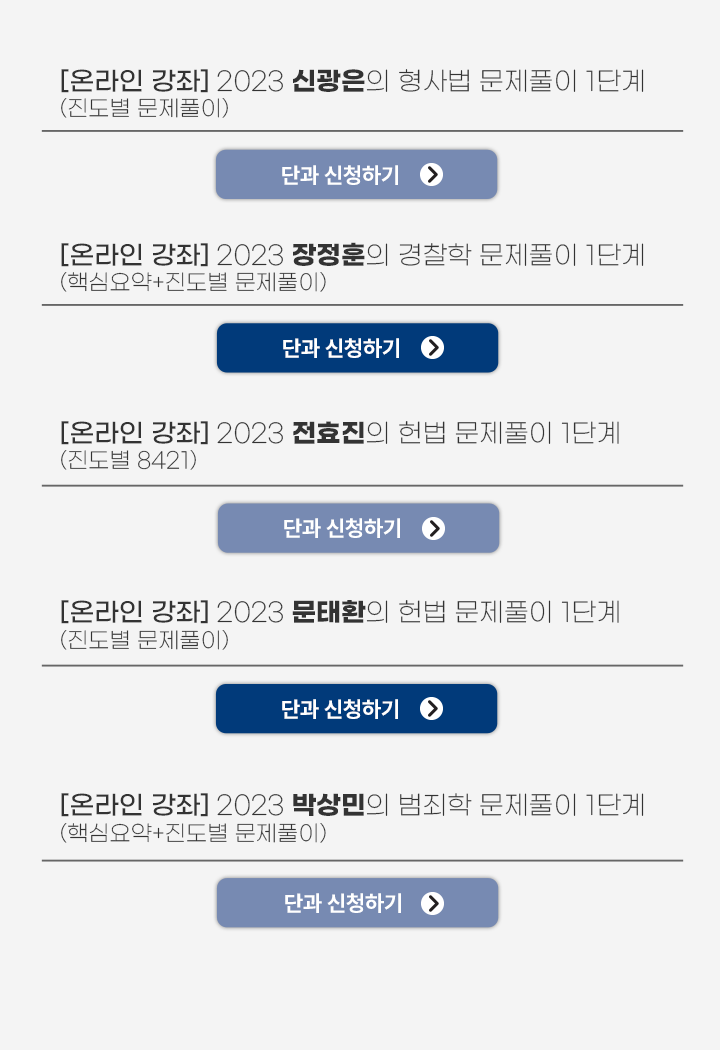 [온라인 강좌] 2023 신광은의 형사법 문제풀이 1단계
(진도별 문제풀이)
단과 신청하기
[온라인 강좌] 2023 장정훈의 경찰학 문제풀이 1단계
(핵심요약+진도별 문제풀이)
단과 신청하기
[온라인 강좌] 2023 전효진의 헌법 문제풀이 1단계
(진도별 8421)
단과 신청하기
[온라인 강좌] 2023 문태환의 헌법 문제풀이 1단계
(진도별 문제풀이)
단과 신청하기
[온라인 강좌] 2023 박상민의 범죄학 문제풀이 1단계
(핵심요약+진도별 문제풀이)
단과 신청하기